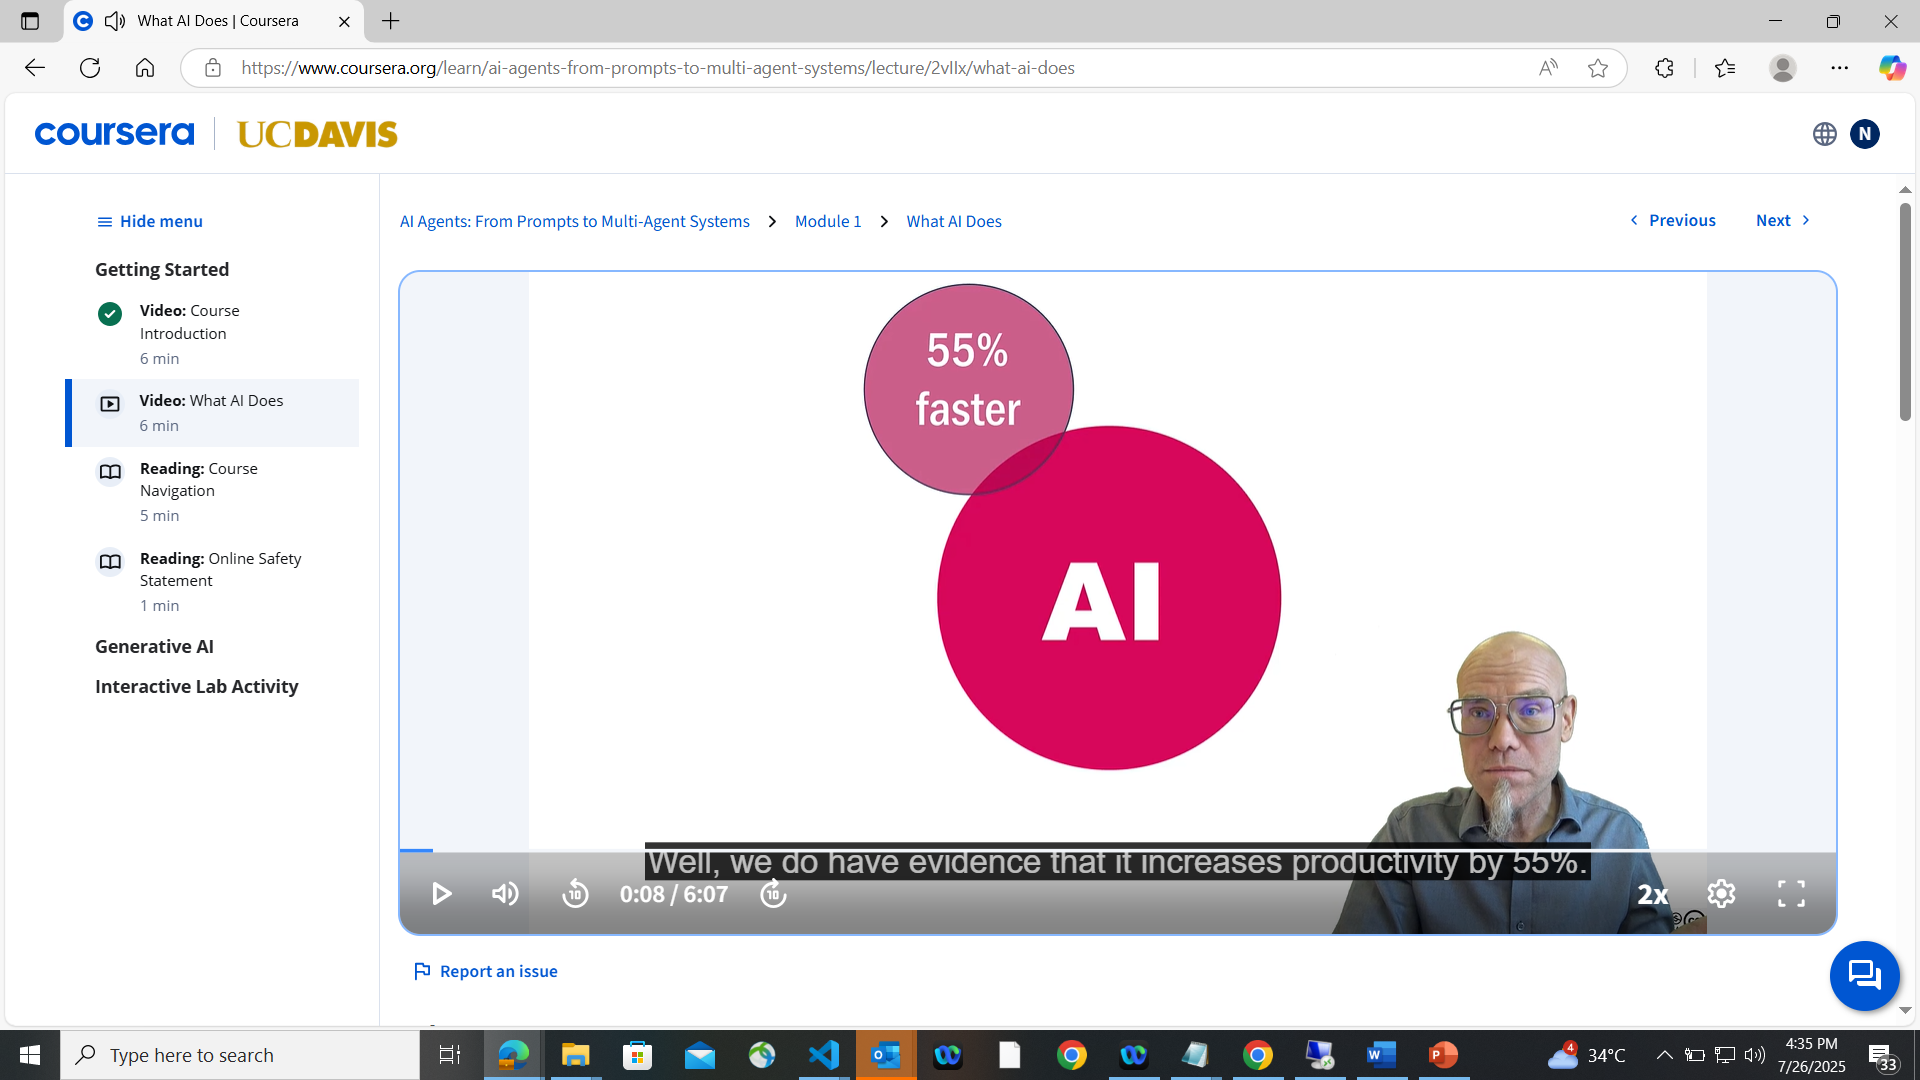 What AI Does | Coursera
https://www.coursera.org/learn/ai-agents-from-prompts-to-multi-agent-systems/lecture/2vIIx/what-ai-does
coursera
UCDAVIS
N
Hide menu
AI Agents: From Prompts to Multi-Agent Systems
Module 1
What AI Does
Previous
Next
Getting Started
Video: Course
Introduction
6 min
Video: What AI Does
6 min
Reading: Course
Navigation
5 min
Reading: Online Safety
Statement
1 min
Generative AI
Interactive Lab Activity
55%
faster
AI
Well, we do have evidence that it increases productivity by 55%.
10
0:08 / 6:07
10
2x
Report an issue
Type here to search
4
34°C
4:35 PM
7/26/2025
33